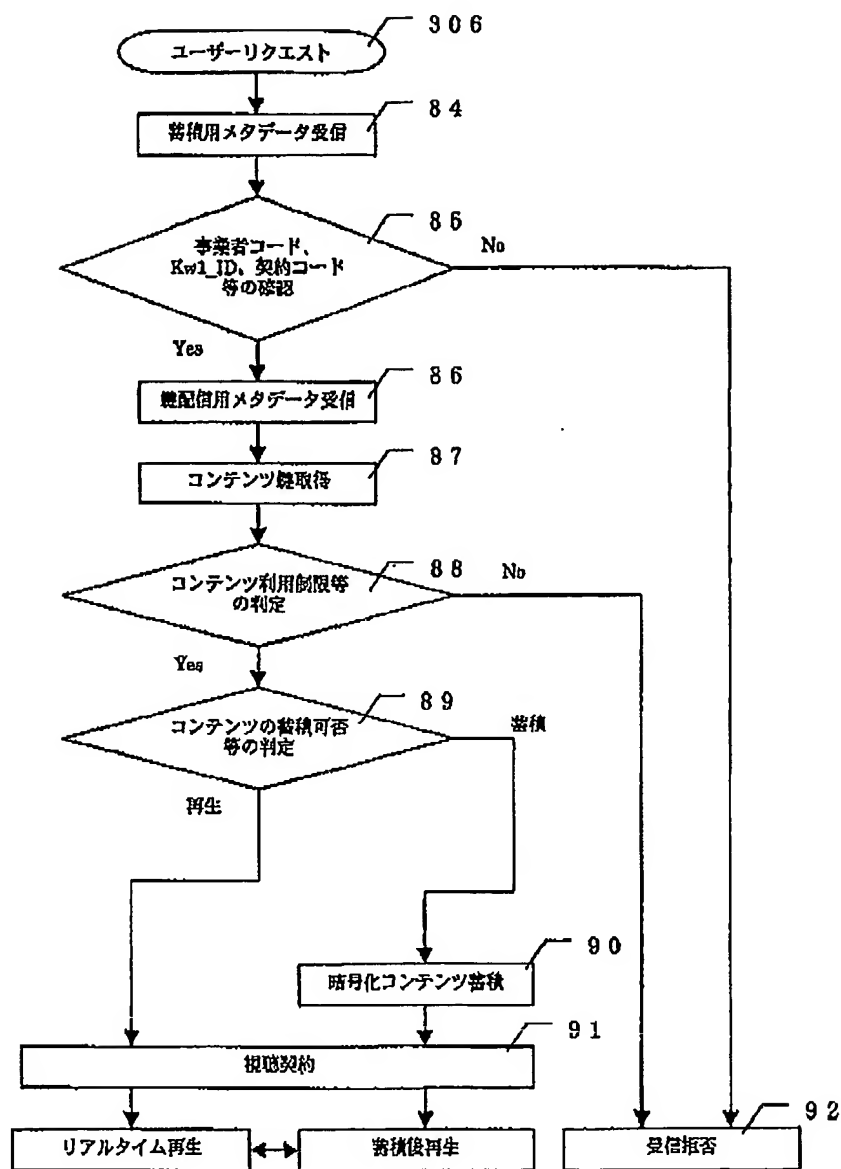 306
ユーザーリクエスト
84
蓄積用メタデータ受信
85
事業者コード、
Kw1_ID、契約コード
等の確認
No
Yes
86
鍵配信用メタデータ受信
87
コンテンツ鍵取得
88
コンテンツ利用制限等
の判定
No
Yes
89
コンテンツの蓄積可否
等の判定
蓄積
再生
90
暗号化コンテンツ蓄積
91
視聴契約
92
リアルタイム再生
蓄積後再生
受信拒否